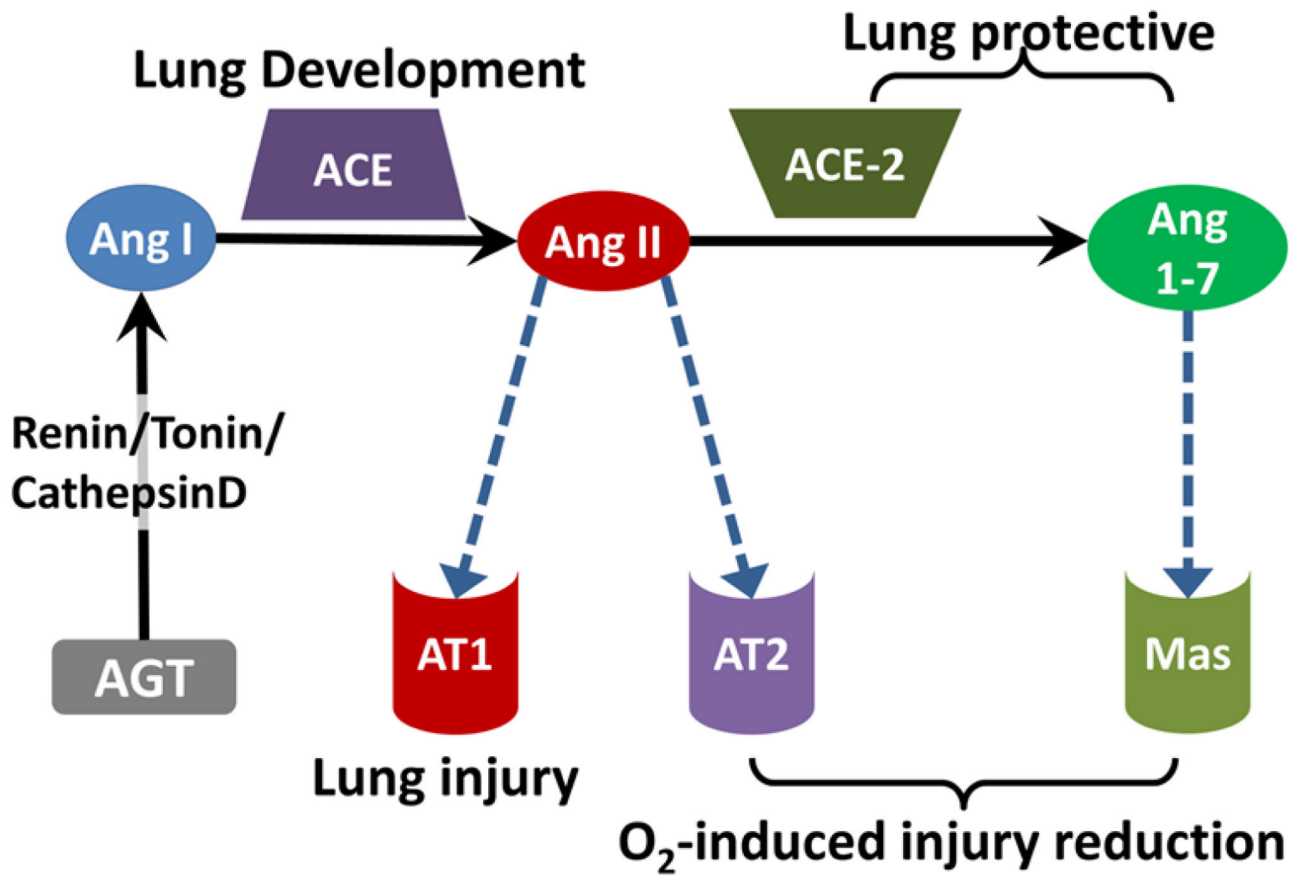 Lung protective
Lung Development
ACE
ACE-2
Ang I
Ang II
Ang
1-7
Renin/Tonin/
CathepsinD
AGT
AT1
AT2
Mas
Lung injury
O₂-induced injury reduction